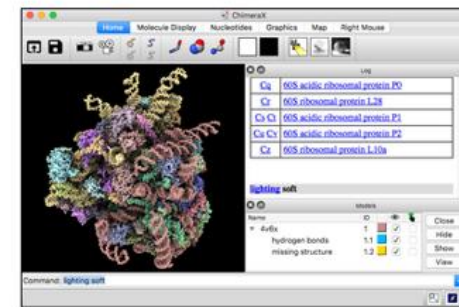 ChimeraX
Home Molecule Display Nucleotides Graphics Map Right Mouse
Log
Cq 60S acidic ribosomal protein P0
Cr 60S ribosomal protein L28
Cs Ct 60S acidic ribosomal protein P1
Cu Cv 60S acidic ribosomal protein P2
Cz 60S ribosomal protein L10a
lighting soft
Models
Name ID
4v6x 1
hydrogen bonds 1.1
missing structure 1.2
Close
Hide
Show
View
Command: lighting soft